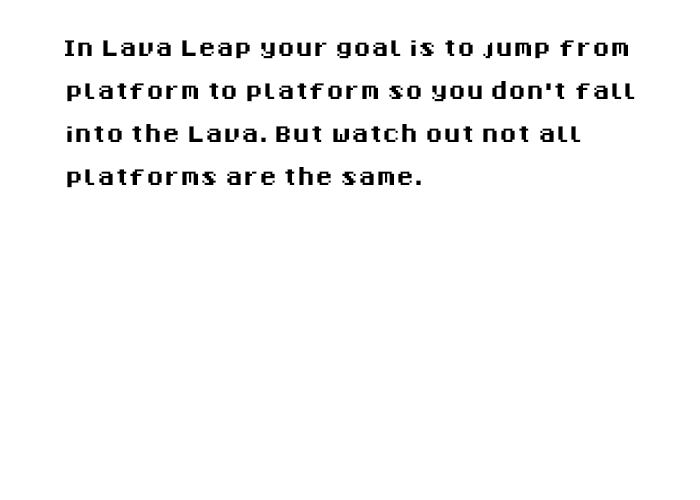 In Lava Leap your goal is to jump from
platform to platform so you don't fall
into the Lava. But watch out not all
platforms are the same.